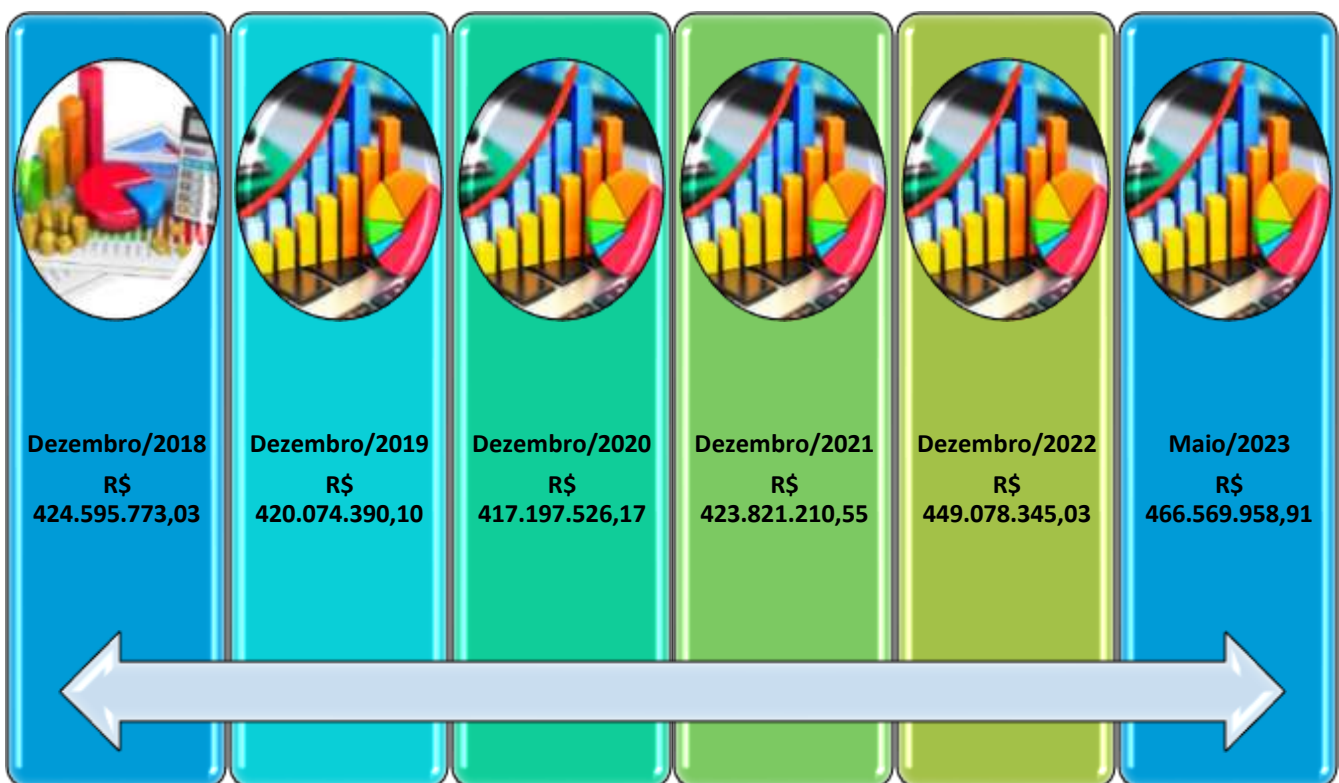 Dezembro/2018
R$
424.595.773,03
Dezembro/2019
R$
420.074.390,10
Dezembro/2020
R$
417.197.526,17
Dezembro/2021
R$
423.821.210,55
Dezembro/2022
R$
449.078.345,03
Maio/2023
R$
466.569.958,91